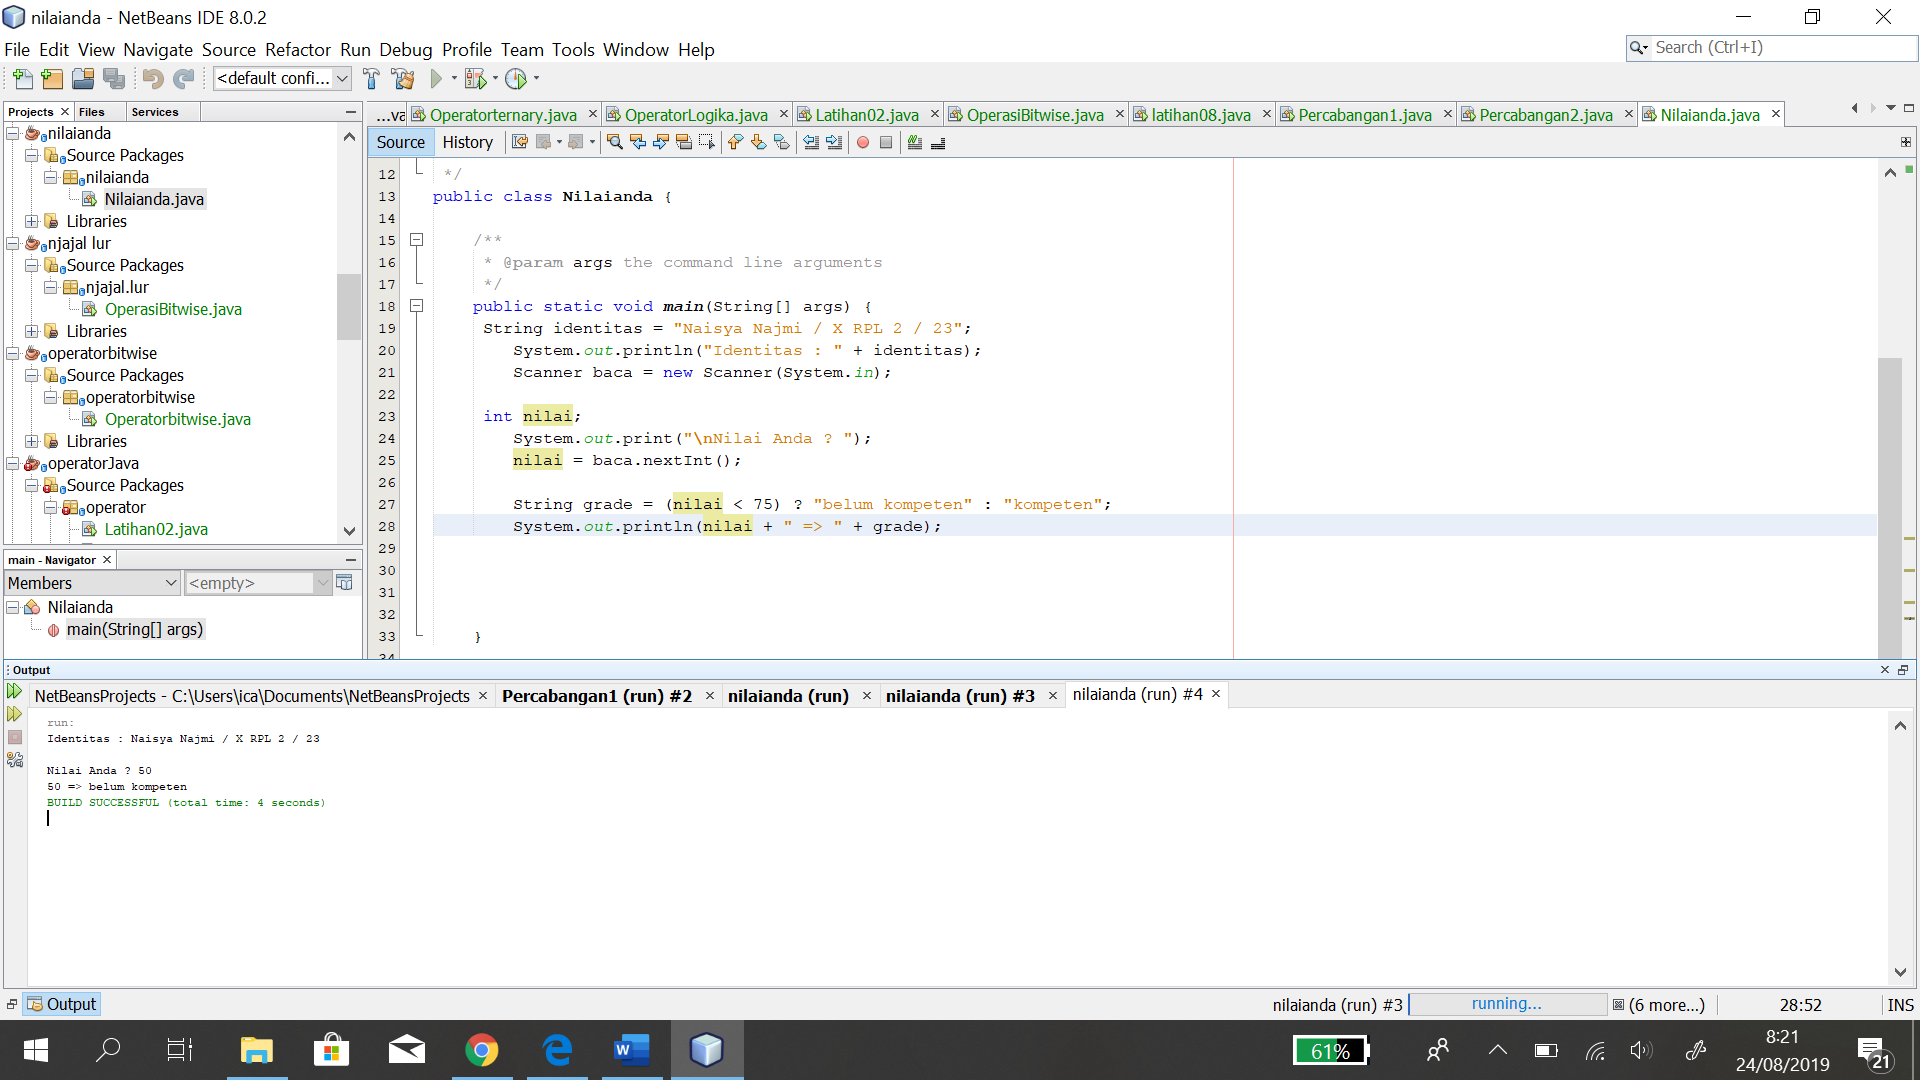 nilaianda - NetBeans IDE 8.0.2
File Edit View Navigate Source Refactor Run Debug Profile Team Tools Window Help
Search (Ctrl+I)
<default confi...
Projects Files Services
nilaianda
Source Packages
nilaianda
Nilaianda.java
Libraries
njajal lur
Source Packages
njajal.lur
OperasiBitwise.java
Libraries
operatorbitwise
Source Packages
operatorbitwise
Operatorbitwise.java
Libraries
operatorJava
Source Packages
operator
Latihan02.java
main - Navigator
Members <empty>
Nilaianda
main(String[] args)
...va Operatorternary.java OperatorLogika.java Latihan02.java OperasiBitwise.java latihan08.java Percabangan1.java Percabangan2.java Nilaianda.java
Source History
12 */
13 public class Nilaianda {
14
15 /**
16 * @param args the command line arguments
17 */
18 public static void main(String[] args) {
19 String identitas = "Naisya Najmi / X RPL 2 / 23";
20 System.out.println("Identitas : " + identitas);
21 Scanner baca = new Scanner(System.in);
22
23 int nilai;
24 System.out.print("\nNilai Anda ? ");
25 nilai = baca.nextInt();
26
27 String grade = (nilai < 75) ? "belum kompeten" : "kompeten";
28 System.out.println(nilai + " => " + grade);
29
30
31
32
33 }
34
Output
NetBeansProjects - C:\Users\ica\Documents\NetBeansProjects Percabangan1 (run) #2 nilaianda (run) nilaianda (run) #3 nilaianda (run) #4
run:
Identitas : Naisya Najmi / X RPL 2 / 23
Nilai Anda ? 50
50 => belum kompeten
BUILD SUCCESSFUL (total time: 4 seconds)
Output
nilaianda (run) #3 running... (6 more...) 28:52 INS
61%
8:21
24/08/2019
21